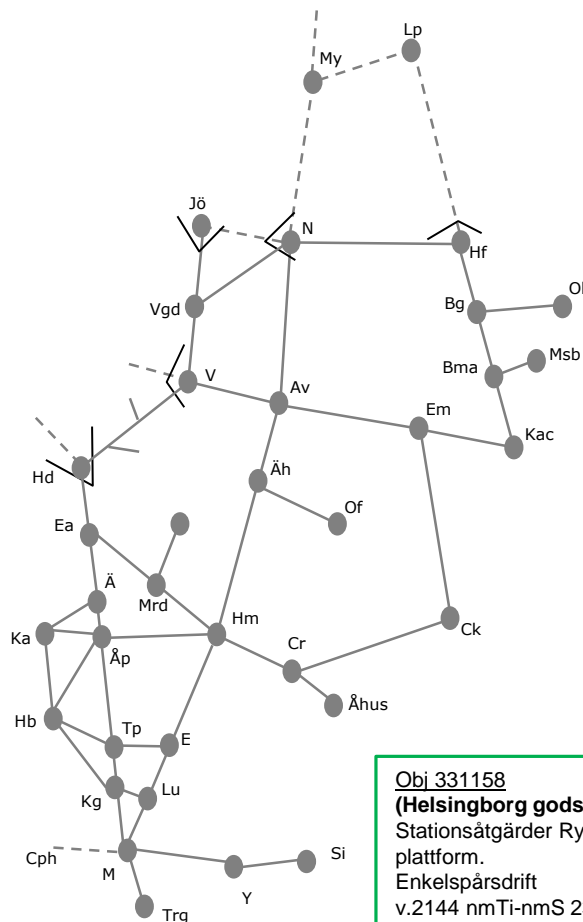 Lp
My
Jö
N
Hf
Vgd
Bg
Msb
V
Bma
Av
Em
Kac
Hd
Äh
Of
Ea
Ä
Mrd
Hm
Ck
Ka
Åp
Cr
Åhus
Hb
Tp
E
Kg
Lu
Cph
M
Si
Y
Trg
Obj 331158
(Helsingborg gods
Stationsåtgärder Ry
plattform.
Enkelspårsdrift
v.2144 nmTi-nmS 2